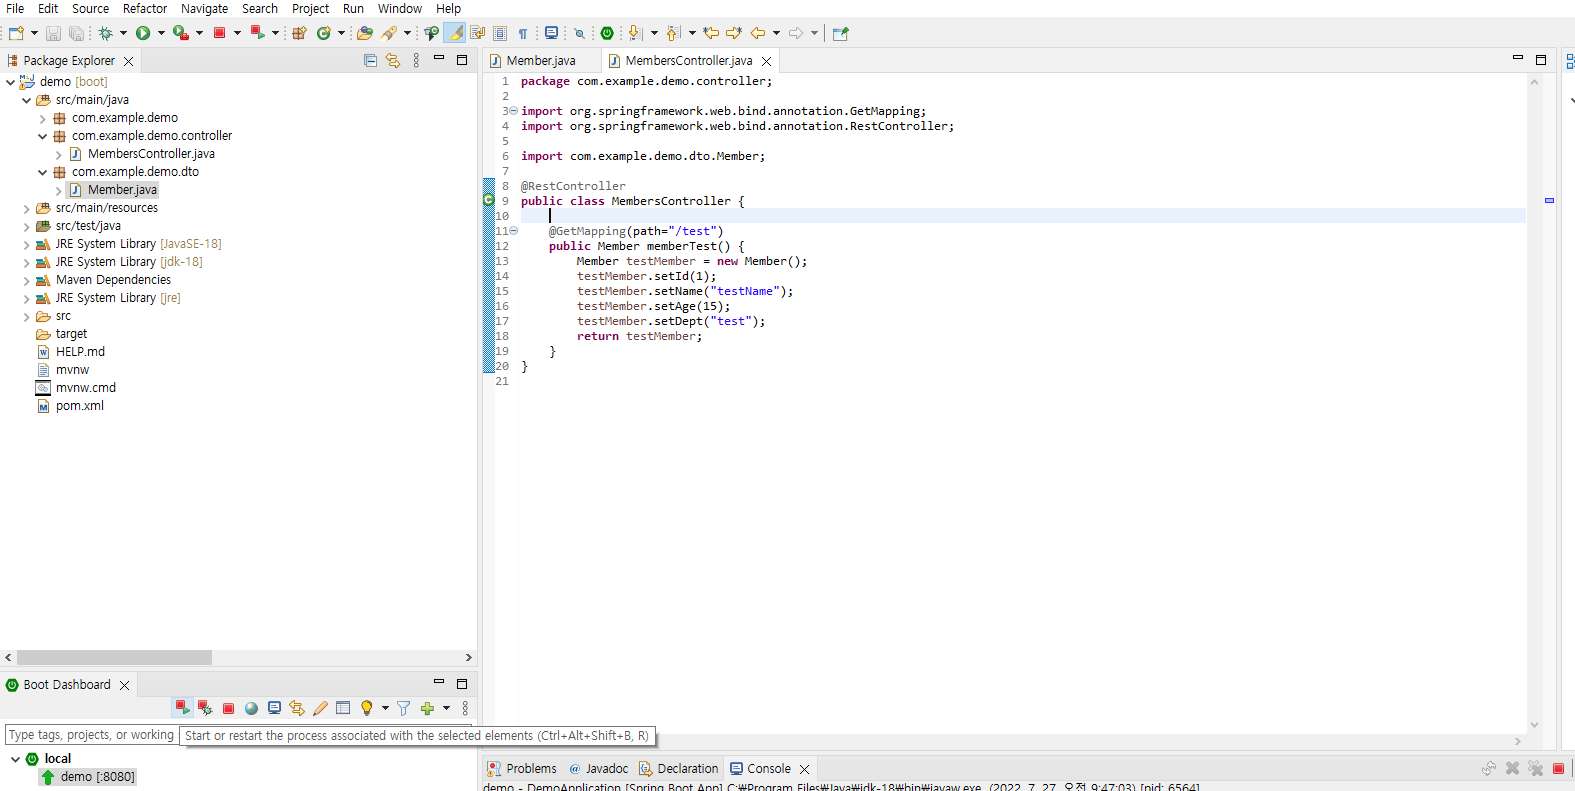 File Edit Source Refactor Navigate Search Project Run Window Help
Package Explorer
demo [boot]
src/main/java
com.example.demo
com.example.demo.controller
MembersController.java
com.example.demo.dto
Member.java
src/main/resources
src/test/java
JRE System Library [JavaSE-18]
JRE System Library [jdk-18]
Maven Dependencies
JRE System Library [jre]
src
target
HELP.md
mvnw
mvnw.cmd
pom.xml
Boot Dashboard
Type tags, projects, or working
Start or restart the process associated with the selected elements (Ctrl+Alt+Shift+B, R)
local
demo [:8080]
Member.java MembersController.java
1 package com.example.demo.controller;
2
3 import org.springframework.web.bind.annotation.GetMapping;
4 import org.springframework.web.bind.annotation.RestController;
5
6 import com.example.demo.dto.Member;
7
8 @RestController
9 public class MembersController {
10
11 @GetMapping(path="/test")
12 public Member memberTest() {
13 Member testMember = new Member();
14 testMember.setId(1);
15 testMember.setName("testName");
16 testMember.setAge(15);
17 testMember.setDept("test");
18 return testMember;
19 }
20 }
21
Problems Javadoc Declaration Console
demo - DemoApplication [Spring Boot App] C:₩Program Files₩Java₩jdk-18₩bin₩javaw.exe (2022. 7. 27. 오전 9:47:03) [pid: 6564]